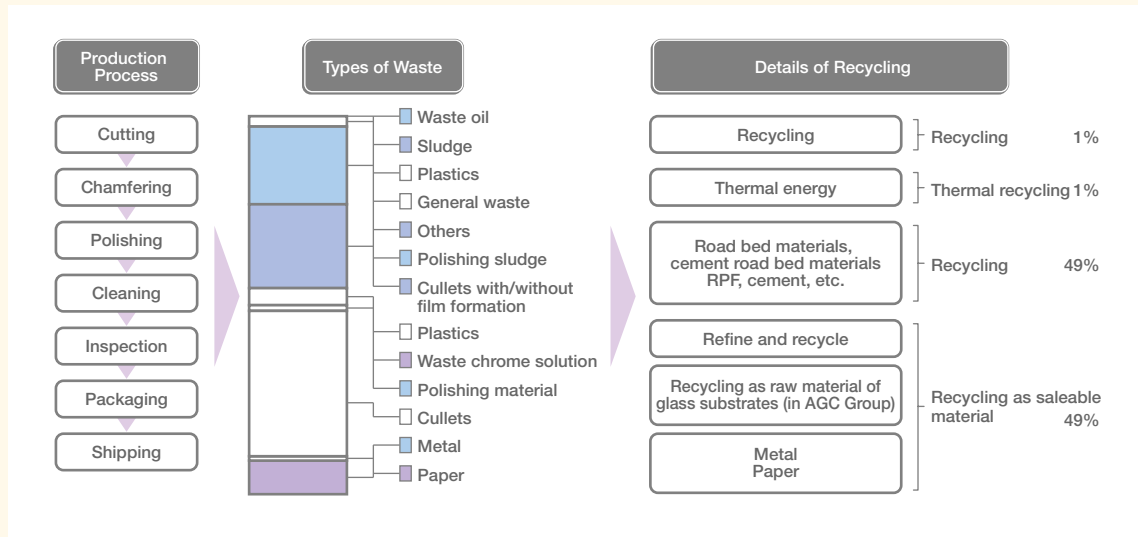 Production
Process
Types of Waste
Details of Recycling
Cutting
Chamfering
Polishing
Cleaning
Inspection
Packaging
Shipping
Waste oil
Sludge
Plastics
General waste
Others
Polishing sludge
Cullets with/without
film formation
Plastics
Waste chrome solution
Polishing material
Cullets
Metal
Paper
Recycling
Recycling 1%
Thermal energy
Thermal recycling 1%
Road bed materials,
cement road bed materials
RPF, cement, etc.
Recycling 49%
Refine and recycle
Recycling as raw material of
glass substrates (in AGC Group)
Metal
Paper
Recycling as saleable
material 49%